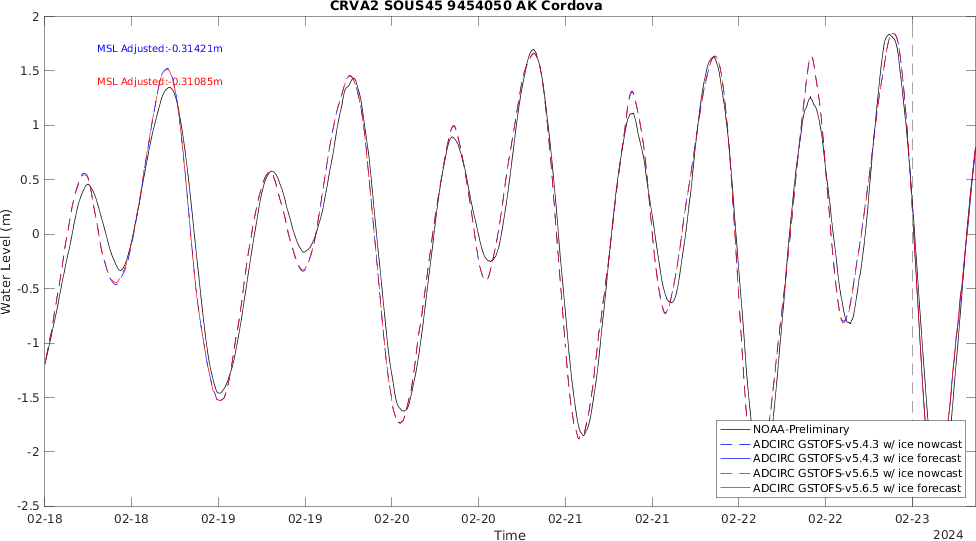 CRVA2 SOUS45 9454050 AK Cordova
MSL Adjusted:-0.31421m
MSL Adjusted:-0.31085m
Water Level (m)
2
1.5
1
0.5
0
-0.5
-1
-1.5
-2
-2.5
NOAA-Preliminary
ADCIRC GSTOFS-v5.4.3 w/ ice nowcast
ADCIRC GSTOFS-v5.4.3 w/ ice forecast
ADCIRC GSTOFS-v5.6.5 w/ ice nowcast
ADCIRC GSTOFS-v5.6.5 w/ ice forecast
02-18 02-18 02-19 02-19 02-20 02-20 02-21 02-21 02-22 02-22 02-23
Time
2024